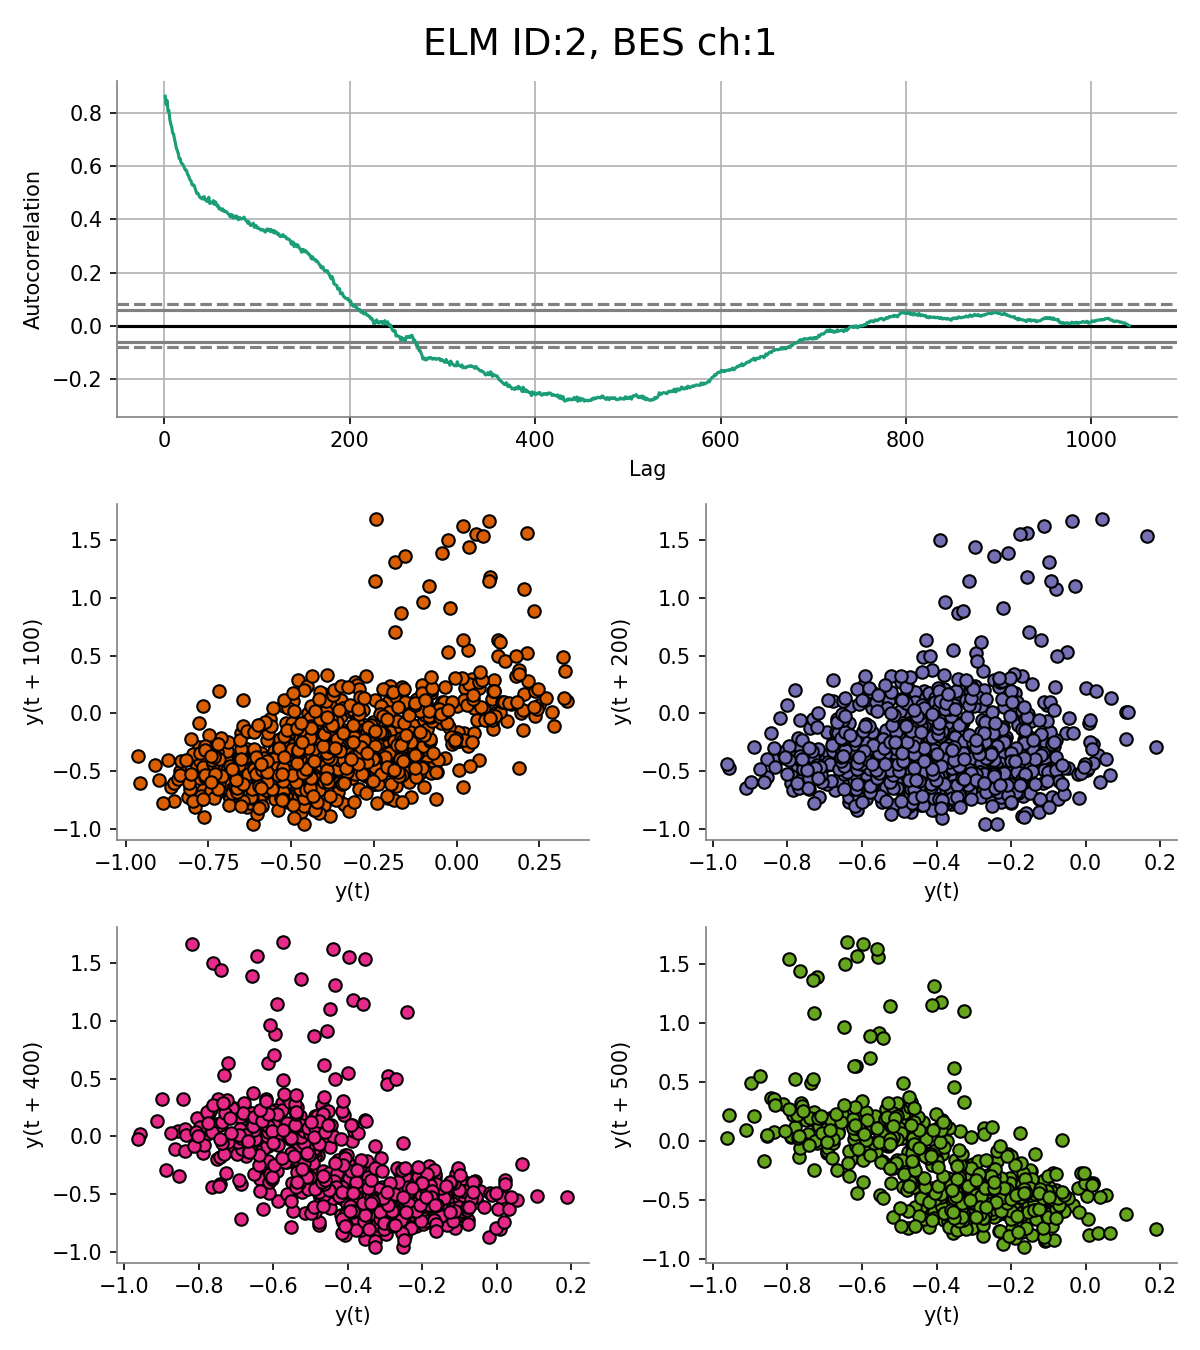 ELM ID:2, BES ch:1
Autocorrelation
0.8
0.6
0.4
0.2
0.0
−0.2
0 200 400 600 800 1000
Lag
y(t + 100)
1.5
1.0
0.5
0.0
−0.5
−1.0
−1.00 −0.75 −0.50 −0.25 0.00 0.25
y(t)
y(t + 200)
1.5
1.0
0.5
0.0
−0.5
−1.0
−1.0 −0.8 −0.6 −0.4 −0.2 0.0 0.2
y(t)
y(t + 400)
1.5
1.0
0.5
0.0
−0.5
−1.0
−1.0 −0.8 −0.6 −0.4 −0.2 0.0 0.2
y(t)
y(t + 500)
1.5
1.0
0.5
0.0
−0.5
−1.0
−1.0 −0.8 −0.6 −0.4 −0.2 0.0 0.2
y(t)